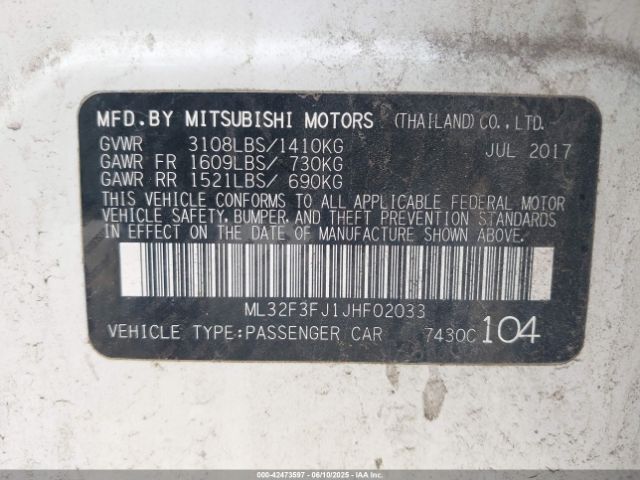 MFD.BY MITSUBISHI MOTORS (THAILAND)CO.,LTD.
GVWR 3108LBS/1410KG JUL 2017
GAWR FR 1609LBS/ 730KG
GAWR RR 1521LBS/ 690KG
THIS VEHICLE CONFORMS TO ALL APPLICABLE FEDERAL MOTOR
VEHICLE SAFETY, BUMPER, AND THEFT PREVENTION STANDARDS
IN EFFECT ON THE DATE OF MANUFACTURE SHOWN ABOVE.
ML32F3FJ1JHF02033
VEHICLE TYPE:PASSENGER CAR 7430C 104
000-42473597 - 06/10/2025 - IAA Inc.